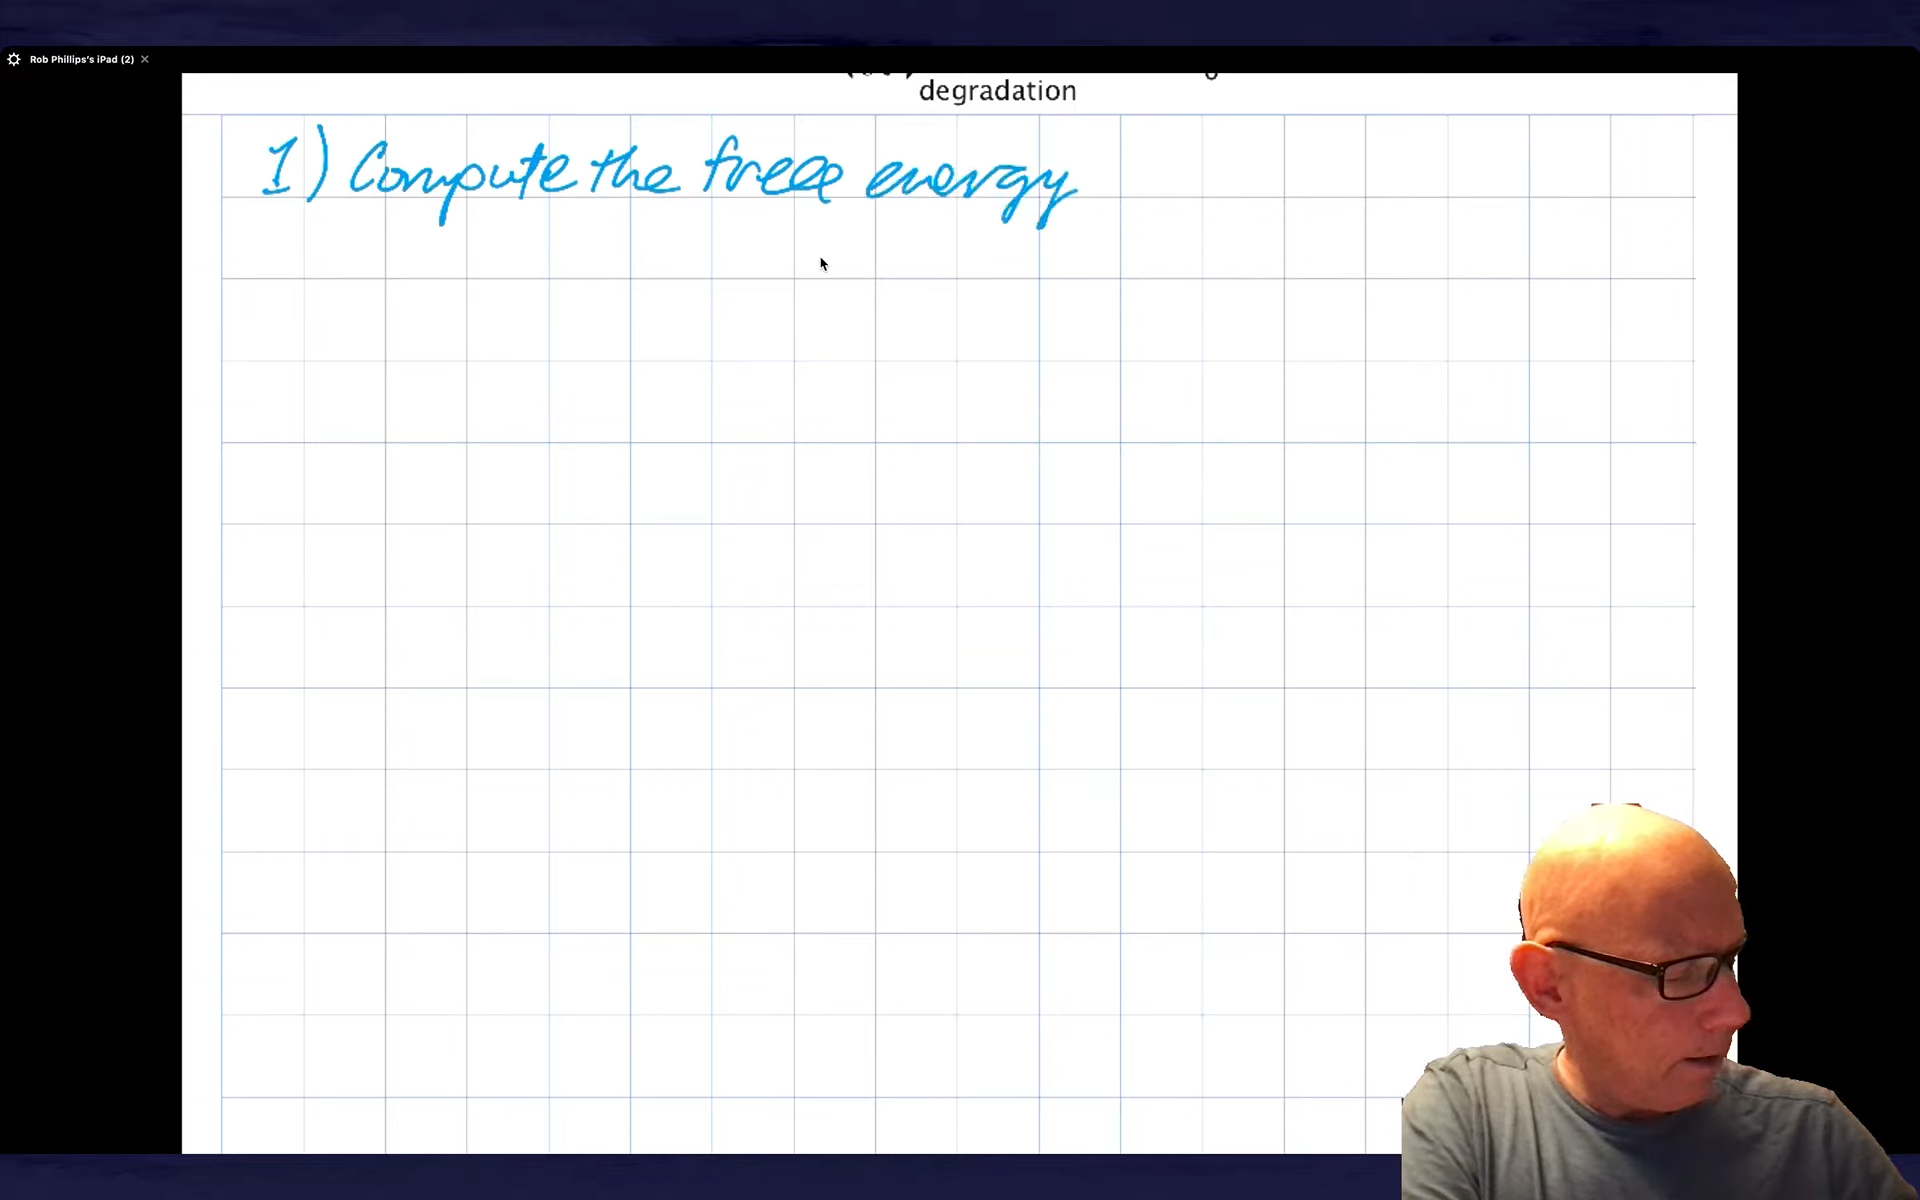 Rob Phillips's iPad (2)
degradation
1) Compute the free energy